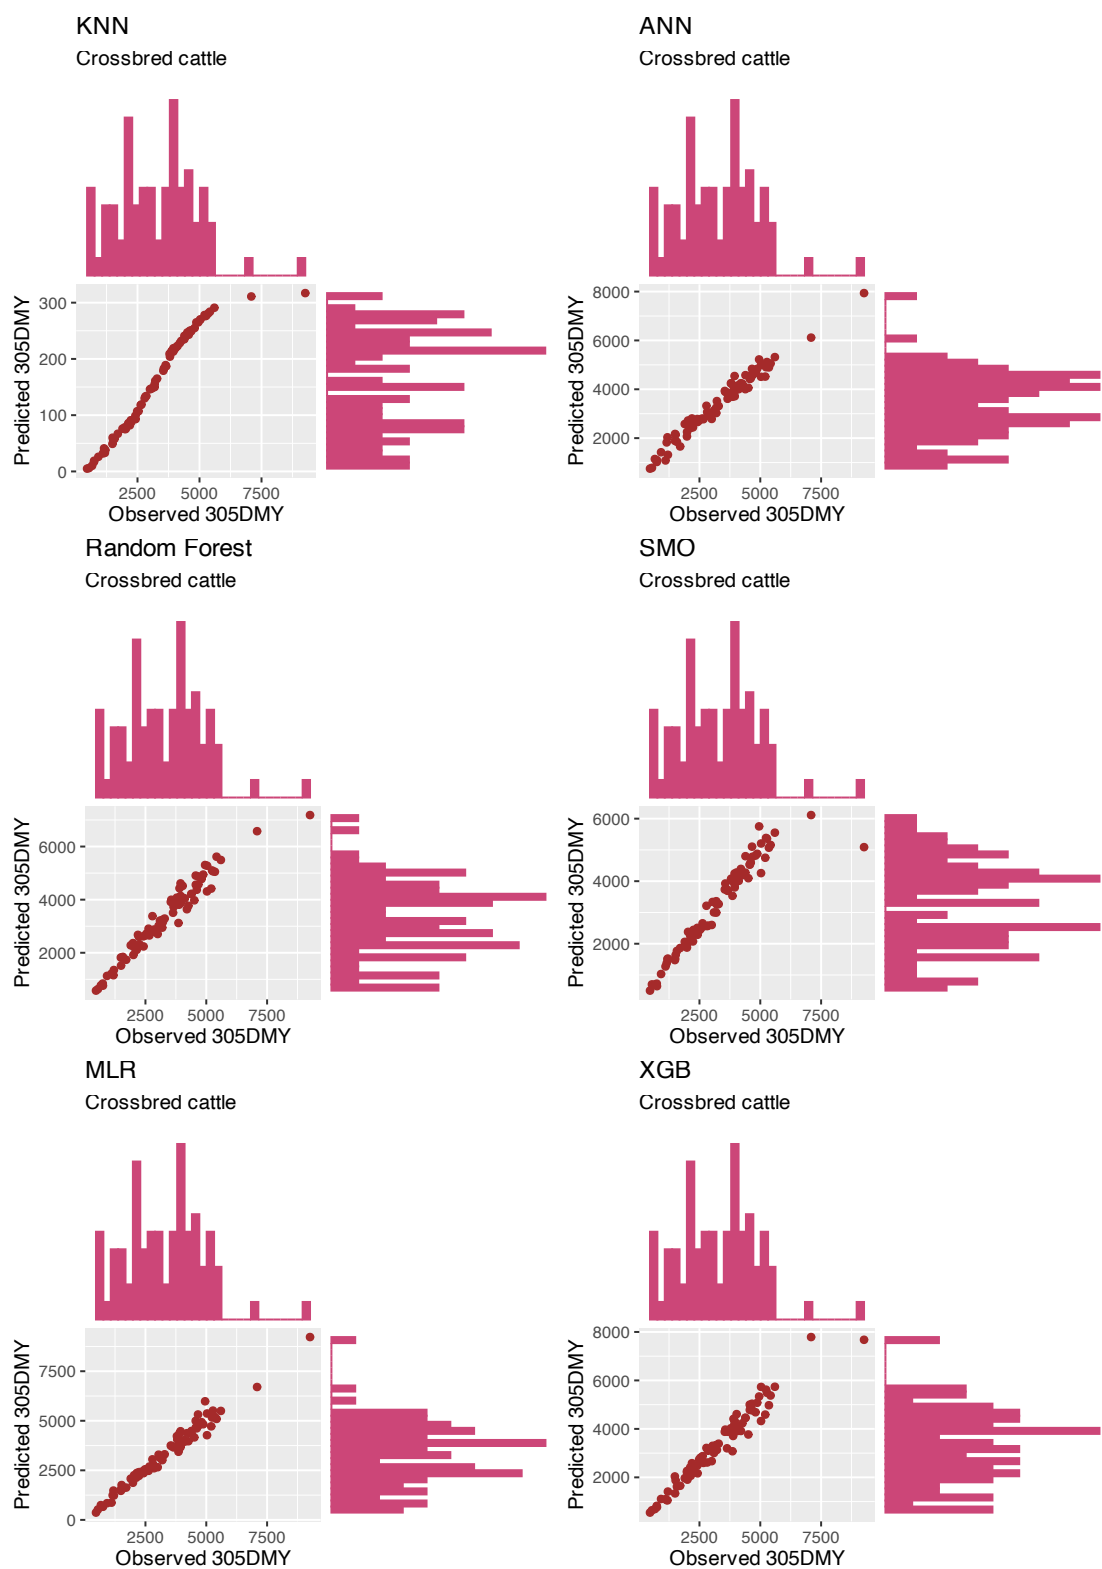 KNN
Crossbred cattle
300
200
100
0
Predicted 305DMY
2500 5000 7500
Observed 305DMY
ANN
Crossbred cattle
8000
6000
4000
2000
Predicted 305DMY
2500 5000 7500
Observed 305DMY
Random Forest
Crossbred cattle
6000
4000
2000
Predicted 305DMY
2500 5000 7500
Observed 305DMY
SMO
Crossbred cattle
6000
4000
2000
Predicted 305DMY
2500 5000 7500
Observed 305DMY
MLR
Crossbred cattle
7500
5000
2500
0
Predicted 305DMY
2500 5000 7500
Observed 305DMY
XGB
Crossbred cattle
8000
6000
4000
2000
Predicted 305DMY
2500 5000 7500
Observed 305DMY